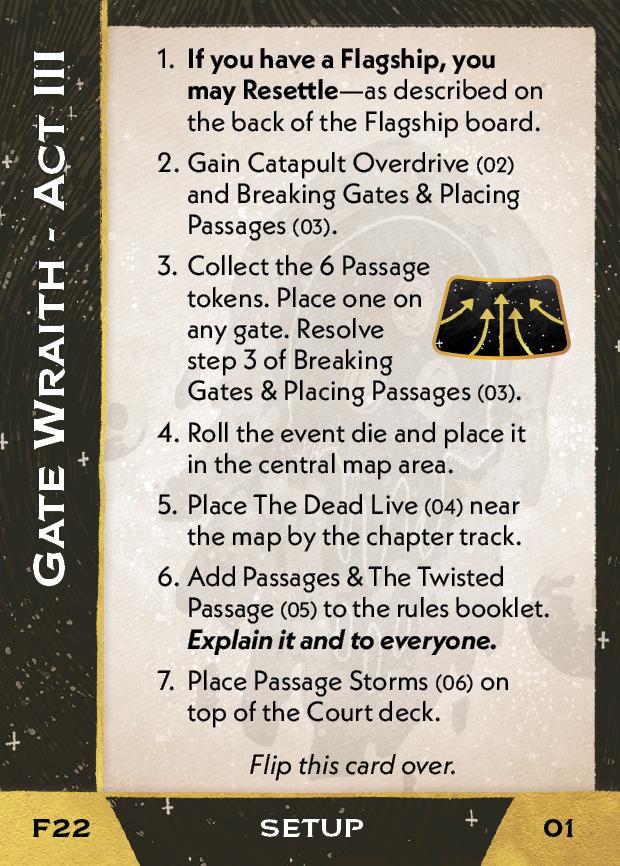 GATE WRAITH - ACT III
1. If you have a Flagship, you
may Resettle—as described on
the back of the Flagship board.
2. Gain Catapult Overdrive (02)
and Breaking Gates & Placing
Passages (03).
3. Collect the 6 Passage
tokens. Place one on
any gate. Resolve
step 3 of Breaking
Gates & Placing Passages (03).
4. Roll the event die and place it
in the central map area.
5. Place The Dead Live (04) near
the map by the chapter track.
6. Add Passages & The Twisted
Passage (05) to the rules booklet.
Explain it and to everyone.
7. Place Passage Storms (06) on
top of the Court deck.
Flip this card over.
F22
SETUP
01